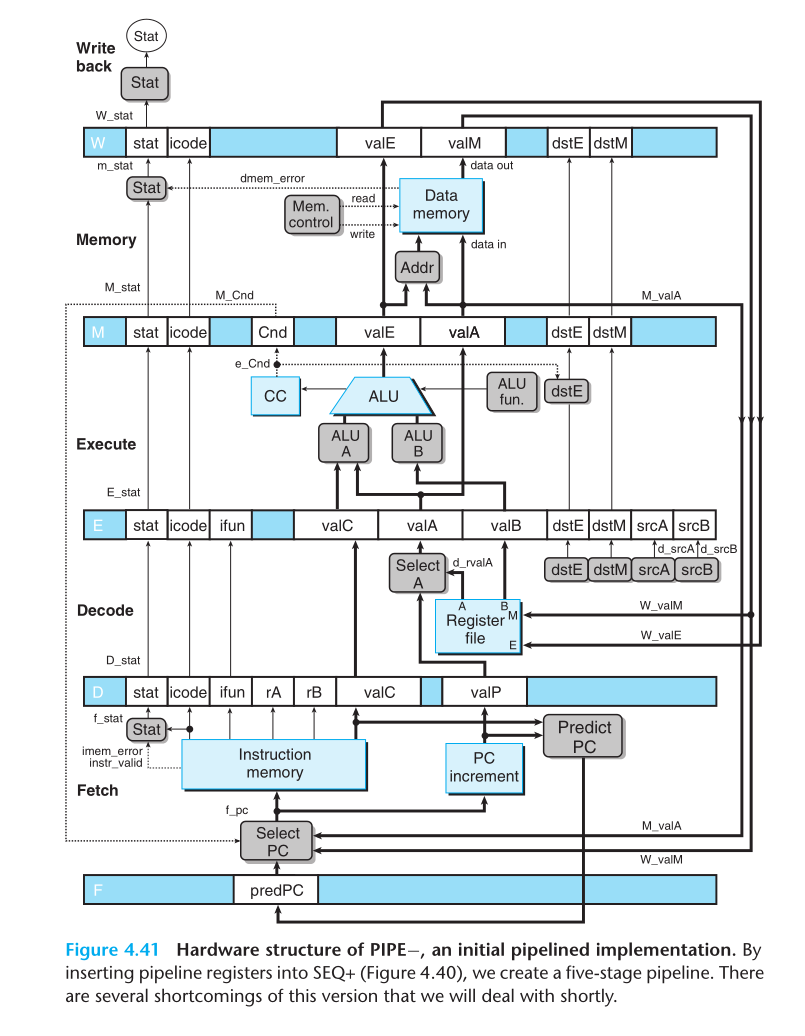 Stat
Write
back
Stat
W_stat
W stat icode valE valM dstE dstM
m_stat
data out
Stat
dmem_error
Data
memory
read
Mem.
control
write
data in
Memory
Addr
M_stat
M_Cnd
M_valA
M stat icode Cnd valE valA dstE dstM
e_Cnd
CC
ALU
ALU
fun.
dstE
ALU
A
ALU
B
Execute
E_stat
E stat icode ifun valC valA valB dstE dstM srcA srcB
d_srcA d_srcB
Select
A
d_rvalA
dstE dstM srcA srcB
A B
M
Register
file
E
W_valM
W_valE
Decode
D_stat
D stat icode ifun rA rB valC valP
f_stat
Stat
Predict
PC
imem_error
instr_valid
Instruction
memory
PC
increment
Fetch
f_pc
Select
PC
M_valA
W_valM
F predPC
Figure 4.41 Hardware structure of PIPE−, an initial pipelined implementation. By
inserting pipeline registers into SEQ+ (Figure 4.40), we create a five-stage pipeline. There
are several shortcomings of this version that we will deal with shortly.